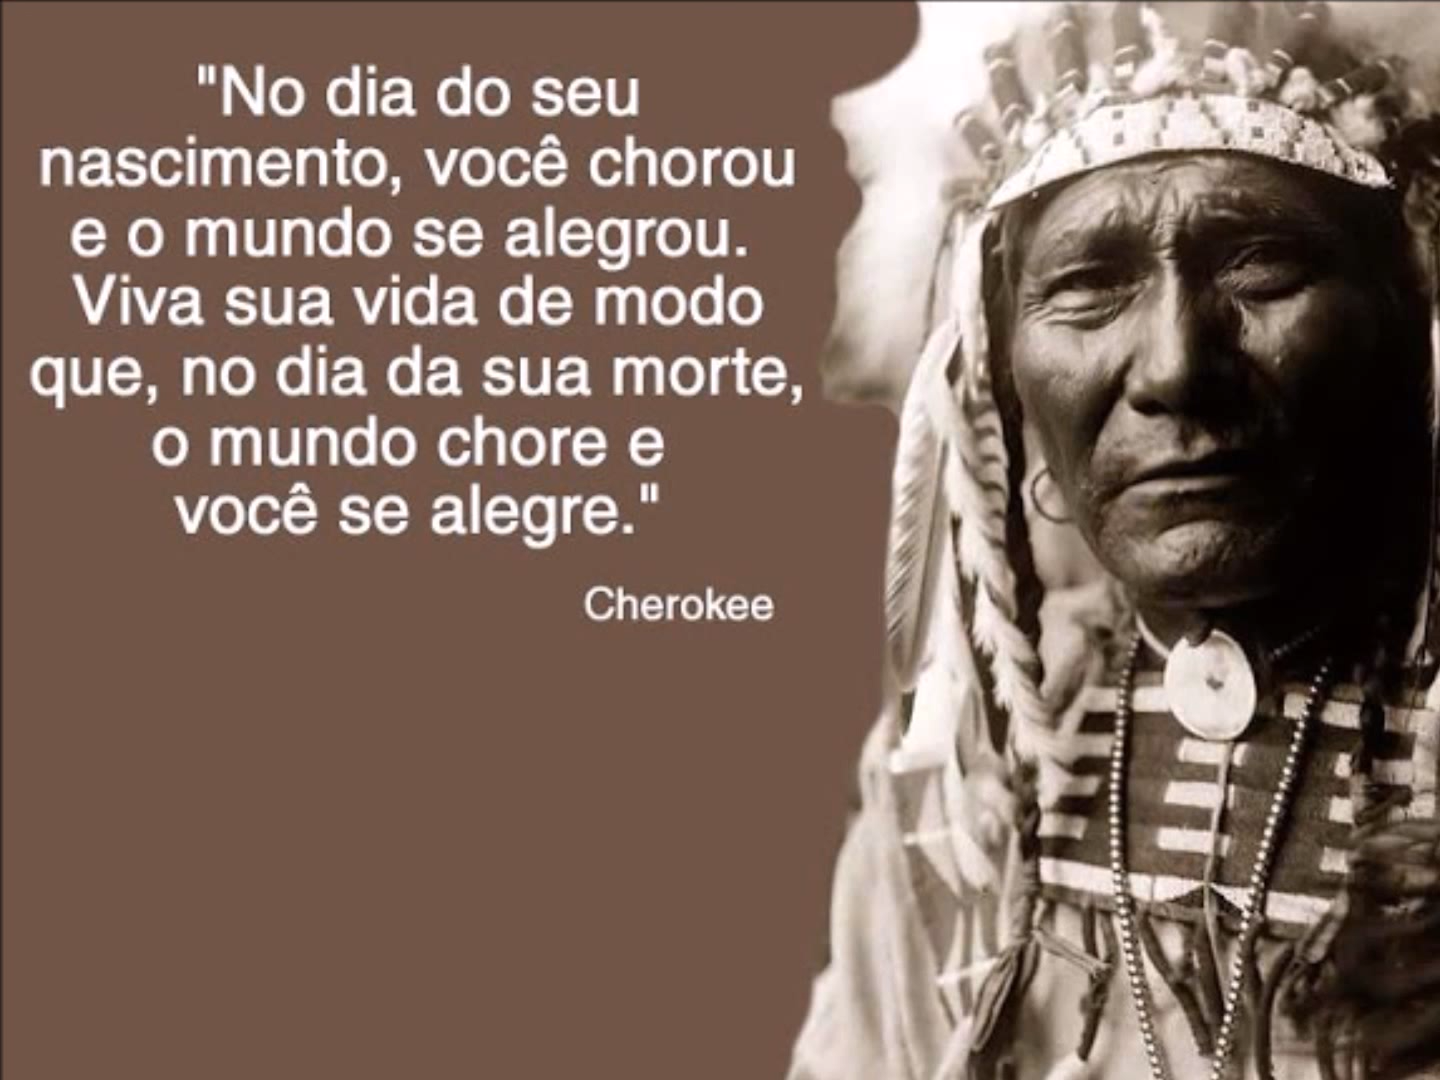 "No dia do seu
nascimento, você chorou
e o mundo se alegrou.
Viva sua vida de modo
que, no dia da sua morte,
o mundo chore e
você se alegre."
Cherokee